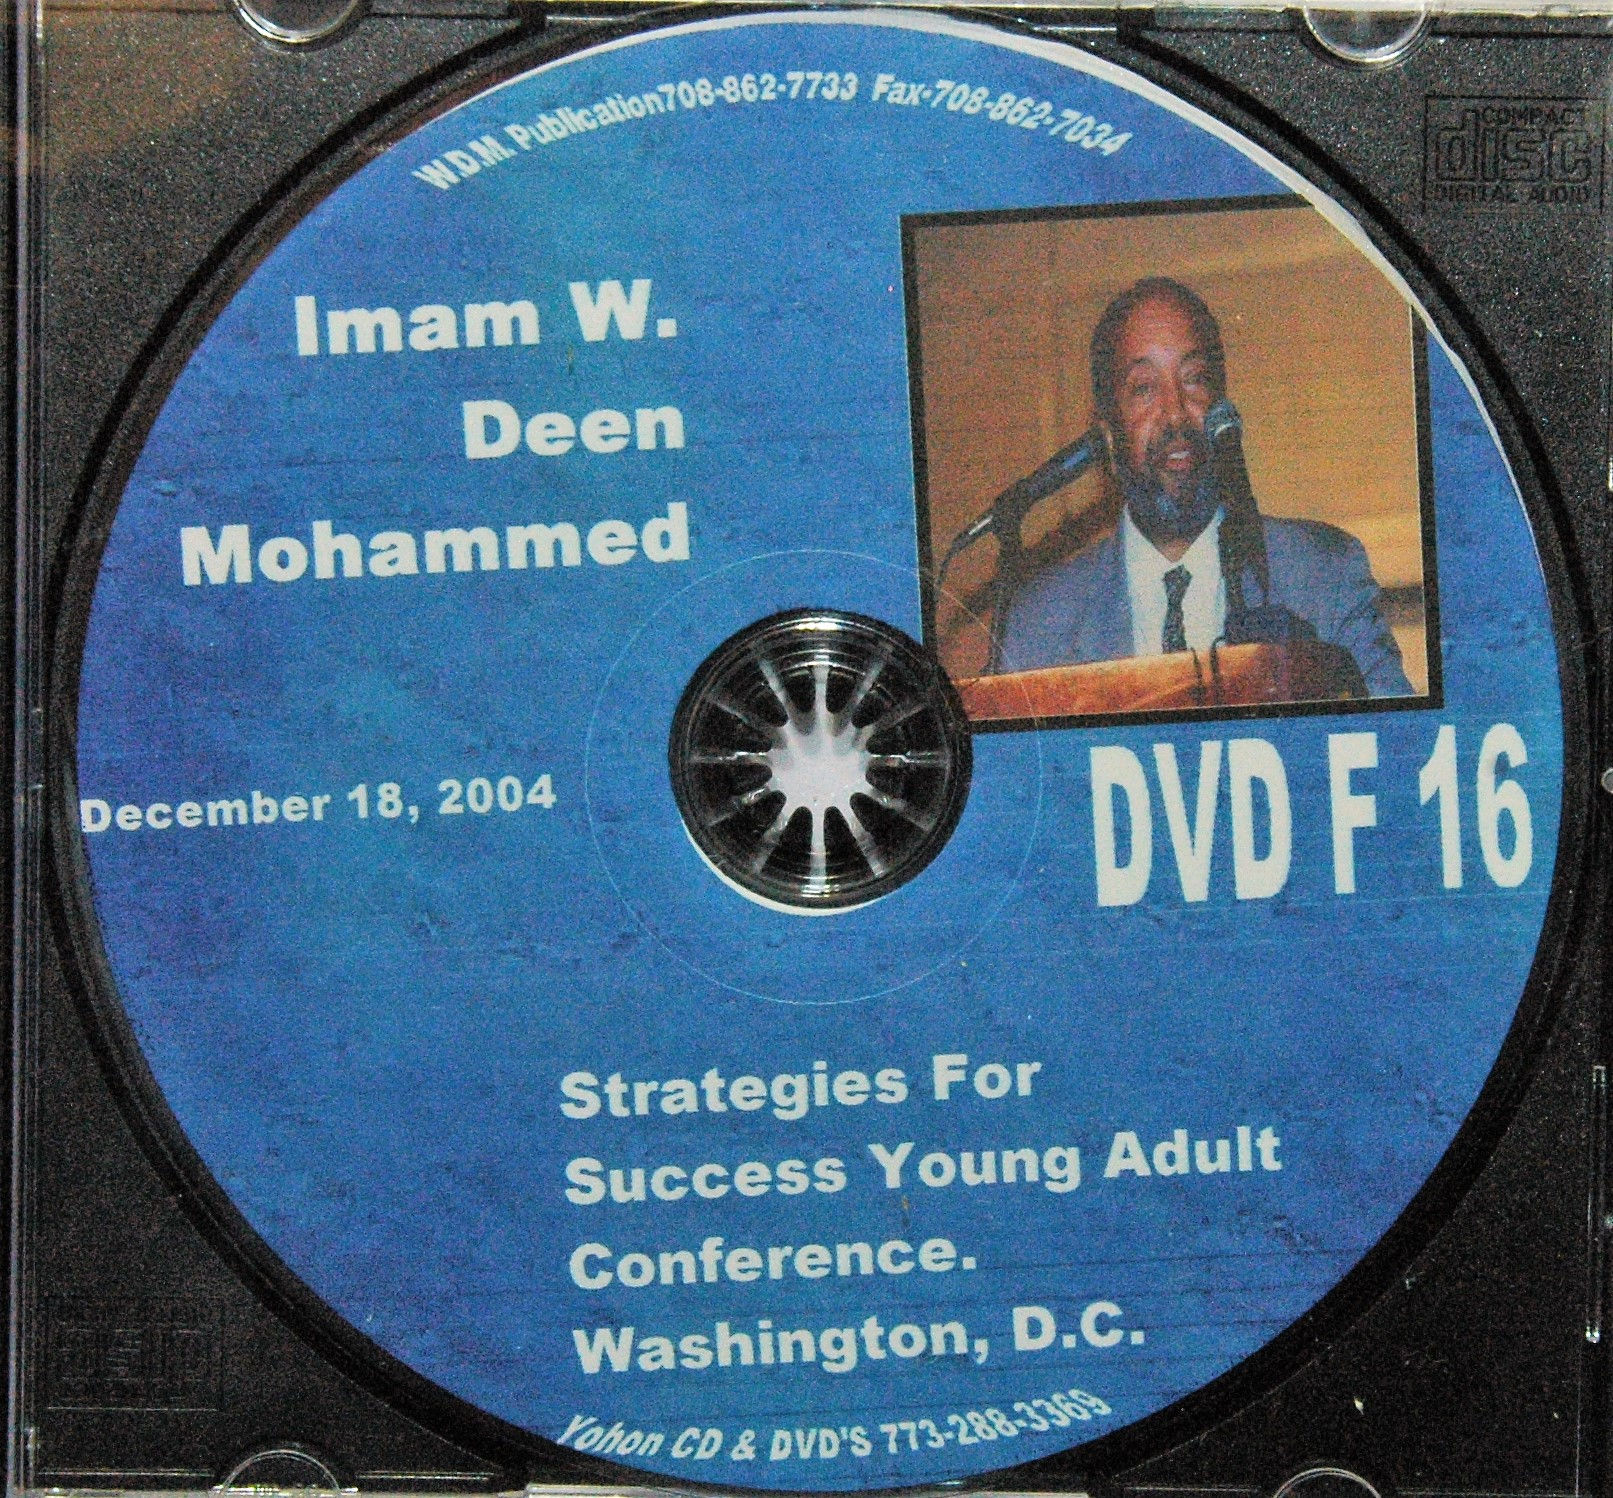 W.D.M. Publication708-862-7733 Fax-708-862-7034
COMPACT
disc
DIGITAL AUDIO
Imam W.
Deen
Mohammed
December 18, 2004
DVD F 16
Strategies For
Success Young Adult
Conference.
Washington, D.C.
Yohon CD & DVD'S 773-288-3369